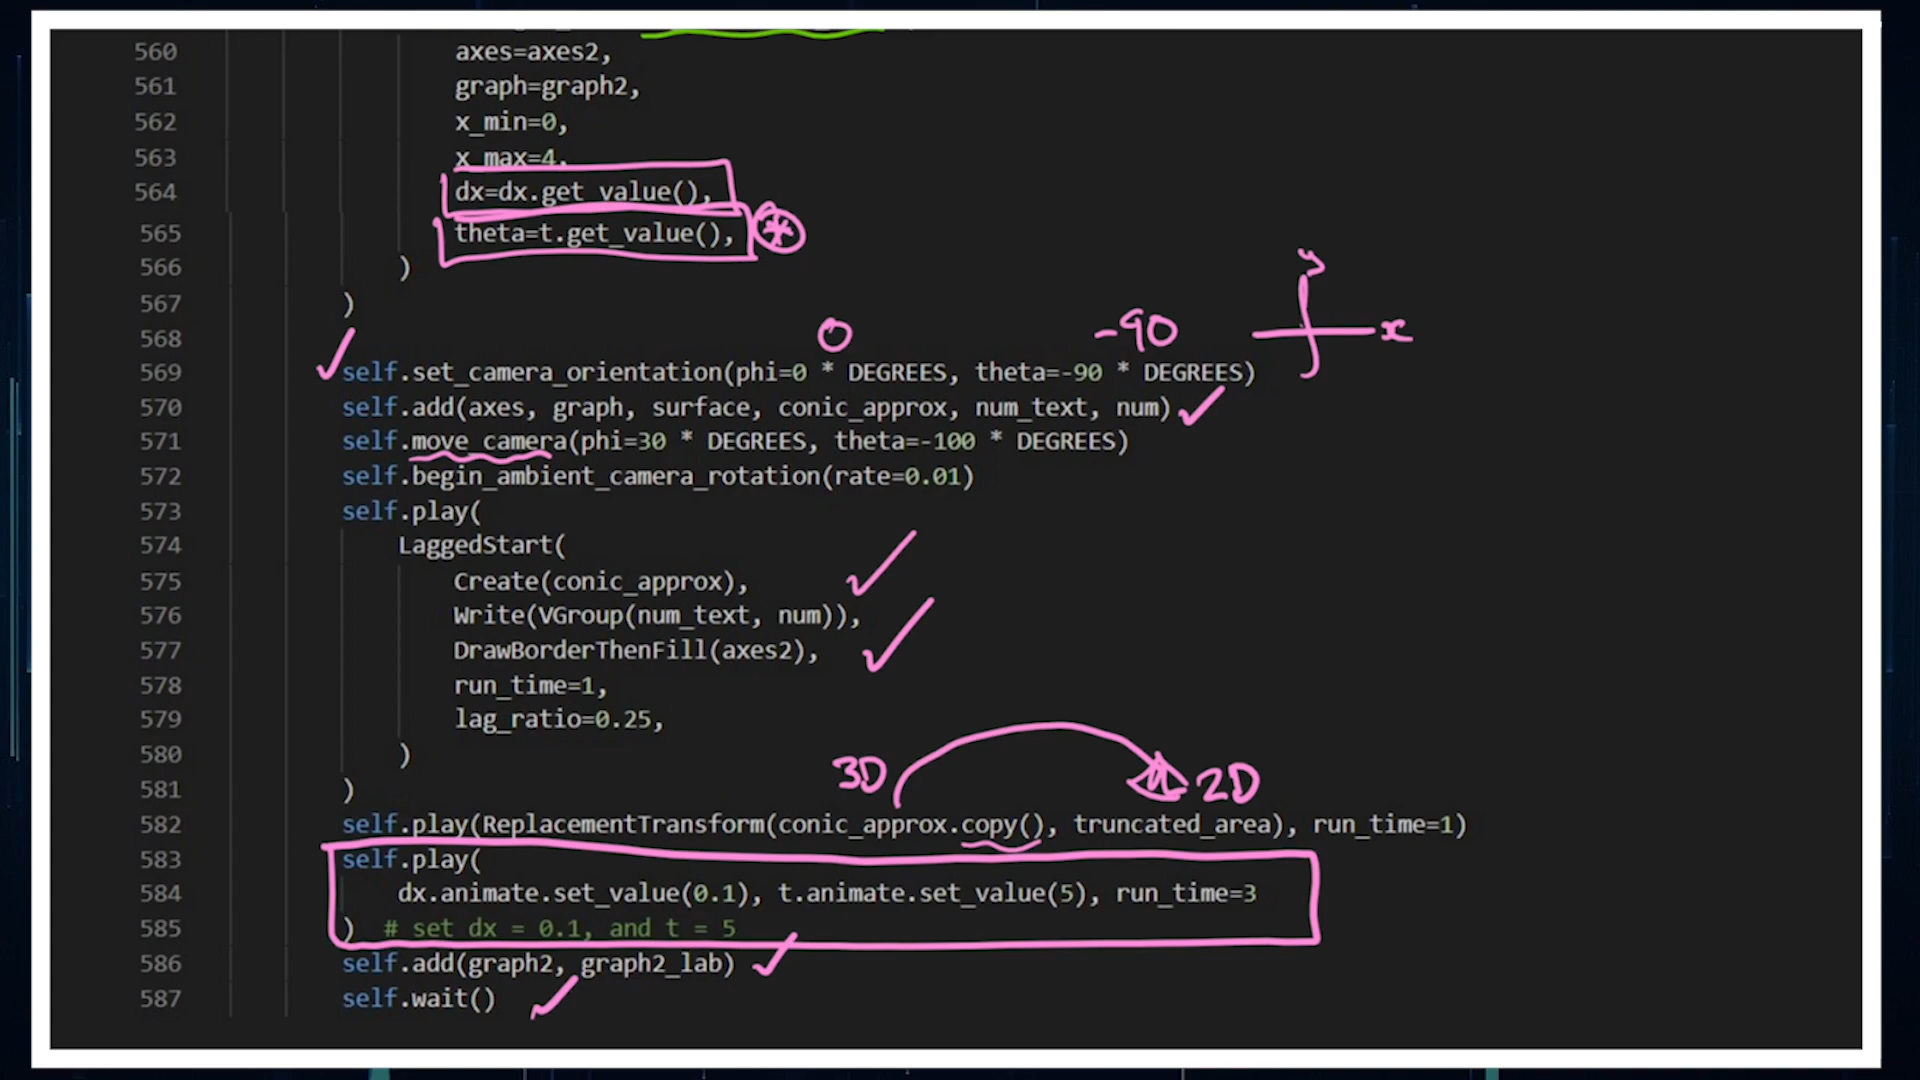 560 axes=axes2,
561 graph=graph2,
562 x_min=0,
563 x_max=4,
564 dx=dx.get_value(),
565 theta=t.get_value(), *
566 )
567 )
568
0 -90 x
569 self.set_camera_orientation(phi=0 * DEGREES, theta=-90 * DEGREES)
570 self.add(axes, graph, surface, conic_approx, num_text, num)
571 self.move_camera(phi=30 * DEGREES, theta=-100 * DEGREES)
572 self.begin_ambient_camera_rotation(rate=0.01)
573 self.play(
574 LaggedStart(
575 Create(conic_approx),
576 Write(VGroup(num_text, num)),
577 DrawBorderThenFill(axes2),
578 run_time=1,
579 lag_ratio=0.25,
580 )
3D 2D
581 )
582 self.play(ReplacementTransform(conic_approx.copy(), truncated_area), run_time=1)
583 self.play(
584 dx.animate.set_value(0.1), t.animate.set_value(5), run_time=3
585 ) # set dx = 0.1, and t = 5
586 self.add(graph2, graph2_lab)
587 self.wait()